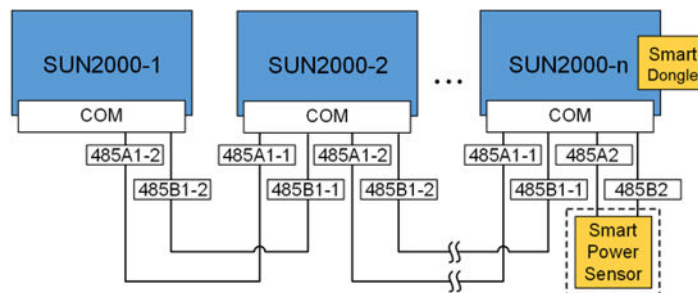 SUN2000-1
SUN2000-2
...
SUN2000-n
Smart
Dongle
COM
COM
COM
485A1-2
485A1-1
485A1-2
485A1-1
485A2
485B1-2
485B1-1
485B1-2
485B1-1
485B2
Smart
Power
Sensor